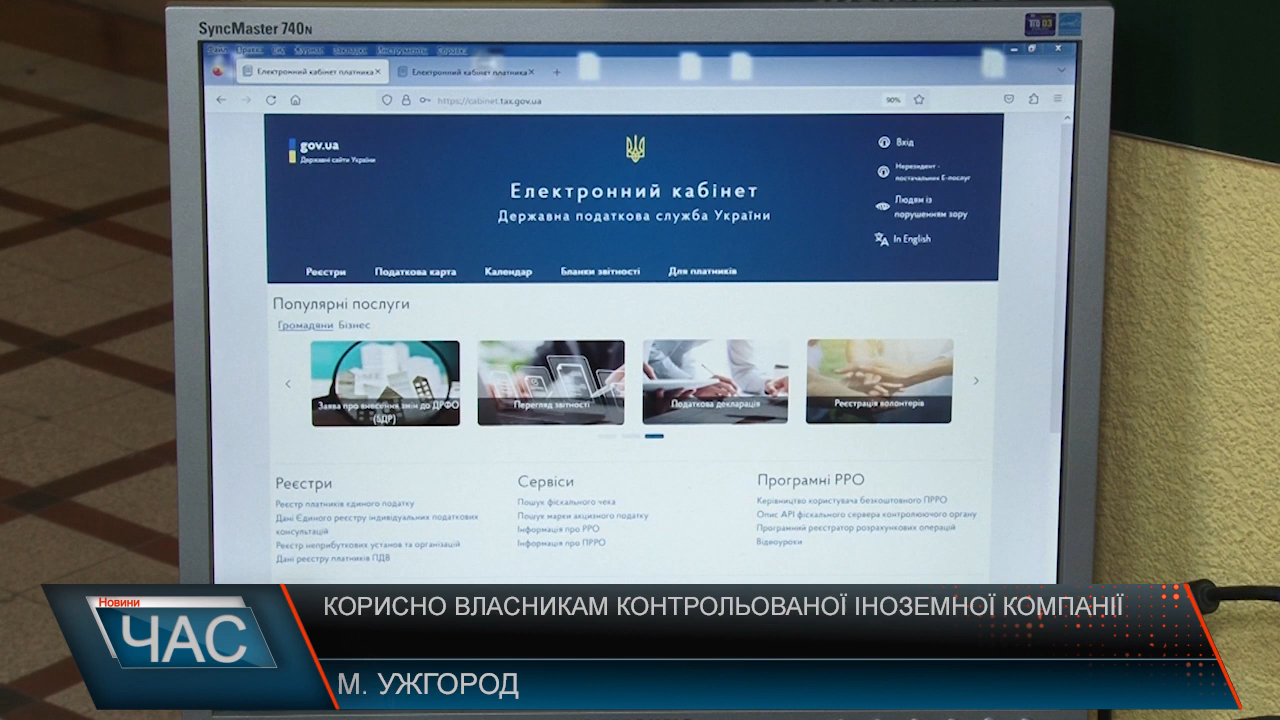 SyncMaster 740N
Електронний кабінет платника
Електронний кабінет платника
https://cabinet.tax.gov.ua
90%
gov.ua
Державні сайти України
Вхід
Нерезидент -
постачальник Е-послуг
Людям із
порушенням зору
In English
Електронний кабінет
Державна податкова служба України
Реєстри Податкова карта Календар Бланки звітності Для платників
Популярні послуги
Громадяни Бізнес
Заява про внесення змін до ДРФО
(5ДР)
Перегляд звітності
Податкова декларація
Реєстрація волонтерів
Реєстри
Реєстр платників єдиного податку
Дані Єдиного реєстру індивідуальних податкових
консультацій
Реєстр неприбуткових установ та організацій
Дані реєстру платників ПДВ
Сервіси
Пошук фіскального чека
Пошук марки акцизного податку
Інформація про РРО
Інформація про ПРРО
Програмні РРО
Керівництво користувача безкоштовного ПРРО
Опис АРІ фіскального сервера контролюючого органу
Програмний реєстратор розрахункових операцій
Відеоуроки
Новини
ЧАС
КОРИСНО ВЛАСНИКАМ КОНТРОЛЬОВАНОЇ ІНОЗЕМНОЇ КОМПАНІЇ
М. УЖГОРОД